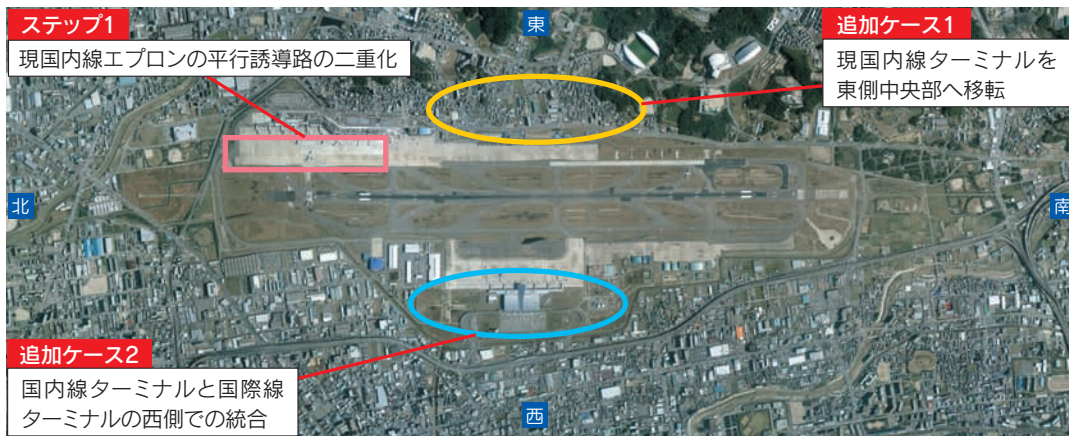 ステップ1
現国内線エプロンの平行誘導路の二重化
東
追加ケース1
現国内線ターミナルを
東側中央部へ移転
北
南
追加ケース2
国内線ターミナルと国際線
ターミナルの西側での統合
西